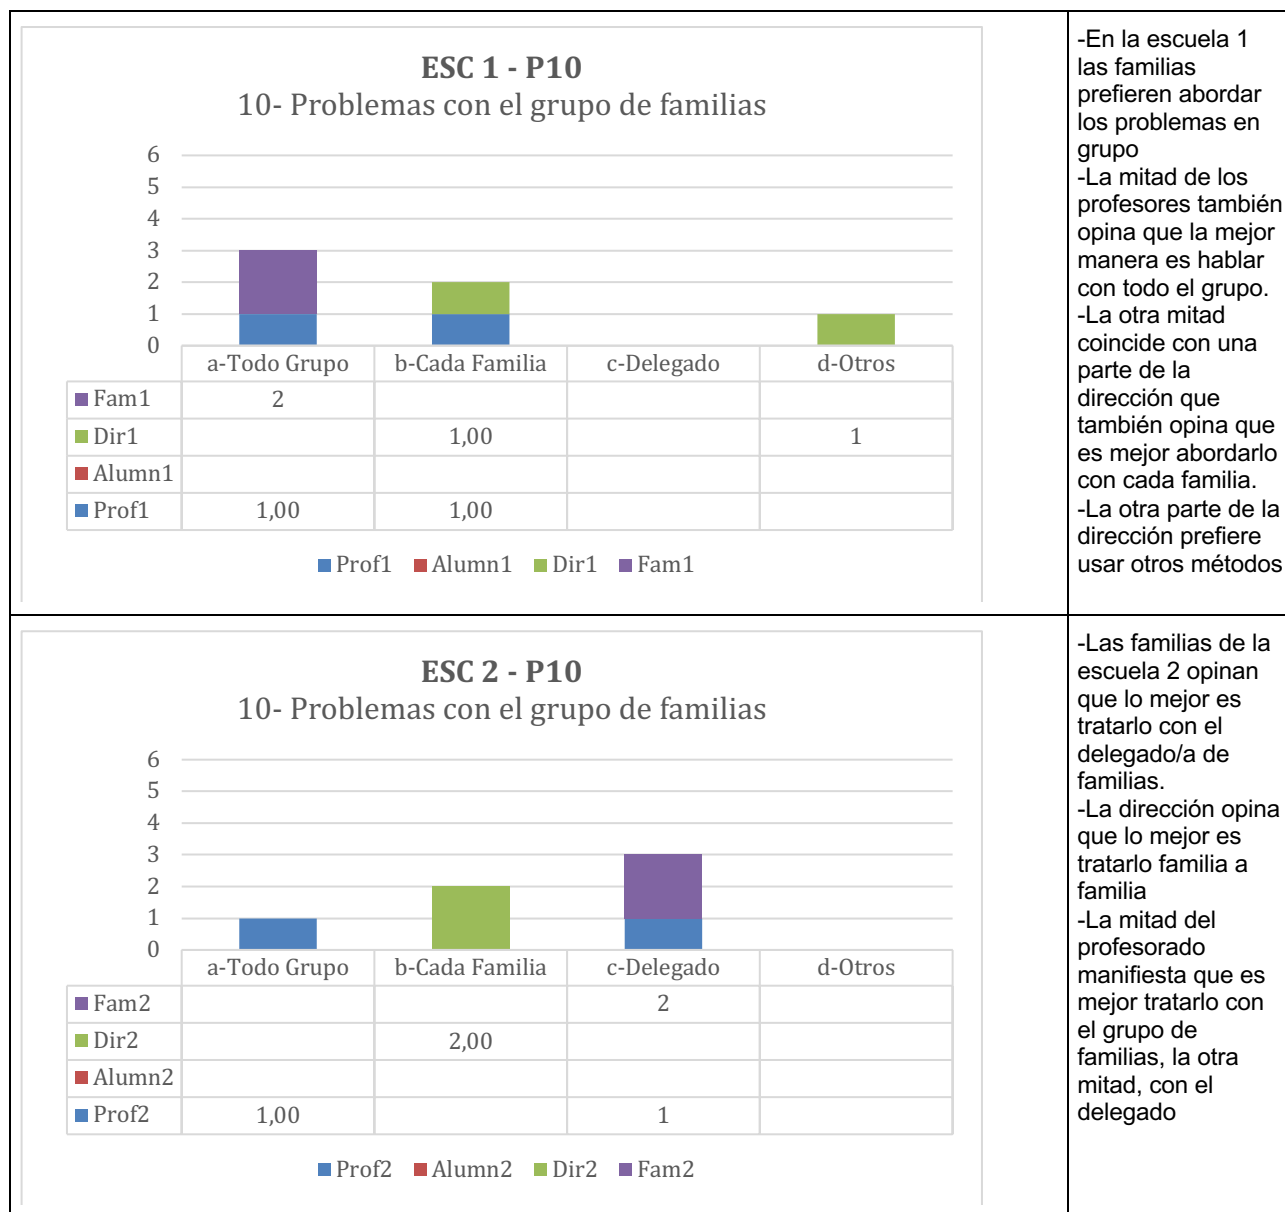 ESC 1 - P10
10- Problemas con el grupo de familias
6
5
4
3
2
1
0
a-Todo Grupo b-Cada Familia c-Delegado d-Otros
Fam1 2
Dir1 1,00 1
Alumn1
Prof1 1,00 1,00
Prof1 Alumn1 Dir1 Fam1
-En la escuela 1
las familias
prefieren abordar
los problemas en
grupo
-La mitad de los
profesores también
opina que la mejor
manera es hablar
con todo el grupo.
-La otra mitad
coincide con una
parte de la
dirección que
también opina que
es mejor abordarlo
con cada familia.
-La otra parte de la
dirección prefiere
usar otros métodos
ESC 2 - P10
10- Problemas con el grupo de familias
6
5
4
3
2
1
0
a-Todo Grupo b-Cada Familia c-Delegado d-Otros
Fam2 2
Dir2 2,00
Alumn2
Prof2 1,00 1
Prof2 Alumn2 Dir2 Fam2
-Las familias de la
escuela 2 opinan
que lo mejor es
tratarlo con el
delegado/a de
familias.
-La dirección opina
que lo mejor es
tratarlo familia a
familia
-La mitad del
profesorado
manifiesta que es
mejor tratarlo con
el grupo de
familias, la otra
mitad, con el
delegado